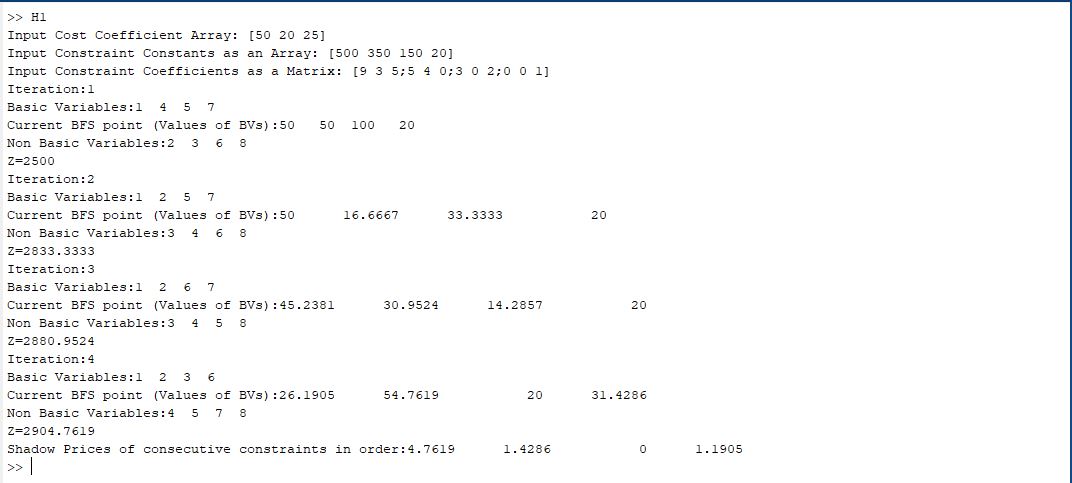 >> H1
Input Cost Coefficient Array: [50 20 25]
Input Constraint Constants as an Array: [500 350 150 20]
Input Constraint Coefficients as a Matrix: [9 3 5;5 4 0;3 0 2;0 0 1]
Iteration:1
Basic Variables:1  4  5  7
Current BFS point (Values of BVs):50   50  100   20
Non Basic Variables:2  3  6  8
Z=2500
Iteration:2
Basic Variables:1  2  5  7
Current BFS point (Values of BVs):50      16.6667      33.3333           20
Non Basic Variables:3  4  6  8
Z=2833.3333
Iteration:3
Basic Variables:1  2  6  7
Current BFS point (Values of BVs):45.2381      30.9524      14.2857           20
Non Basic Variables:3  4  5  8
Z=2880.9524
Iteration:4
Basic Variables:1  2  3  6
Current BFS point (Values of BVs):26.1905      54.7619           20      31.4286
Non Basic Variables:4  5  7  8
Z=2904.7619
Shadow Prices of consecutive constraints in order:4.7619      1.4286           0      1.1905
>>